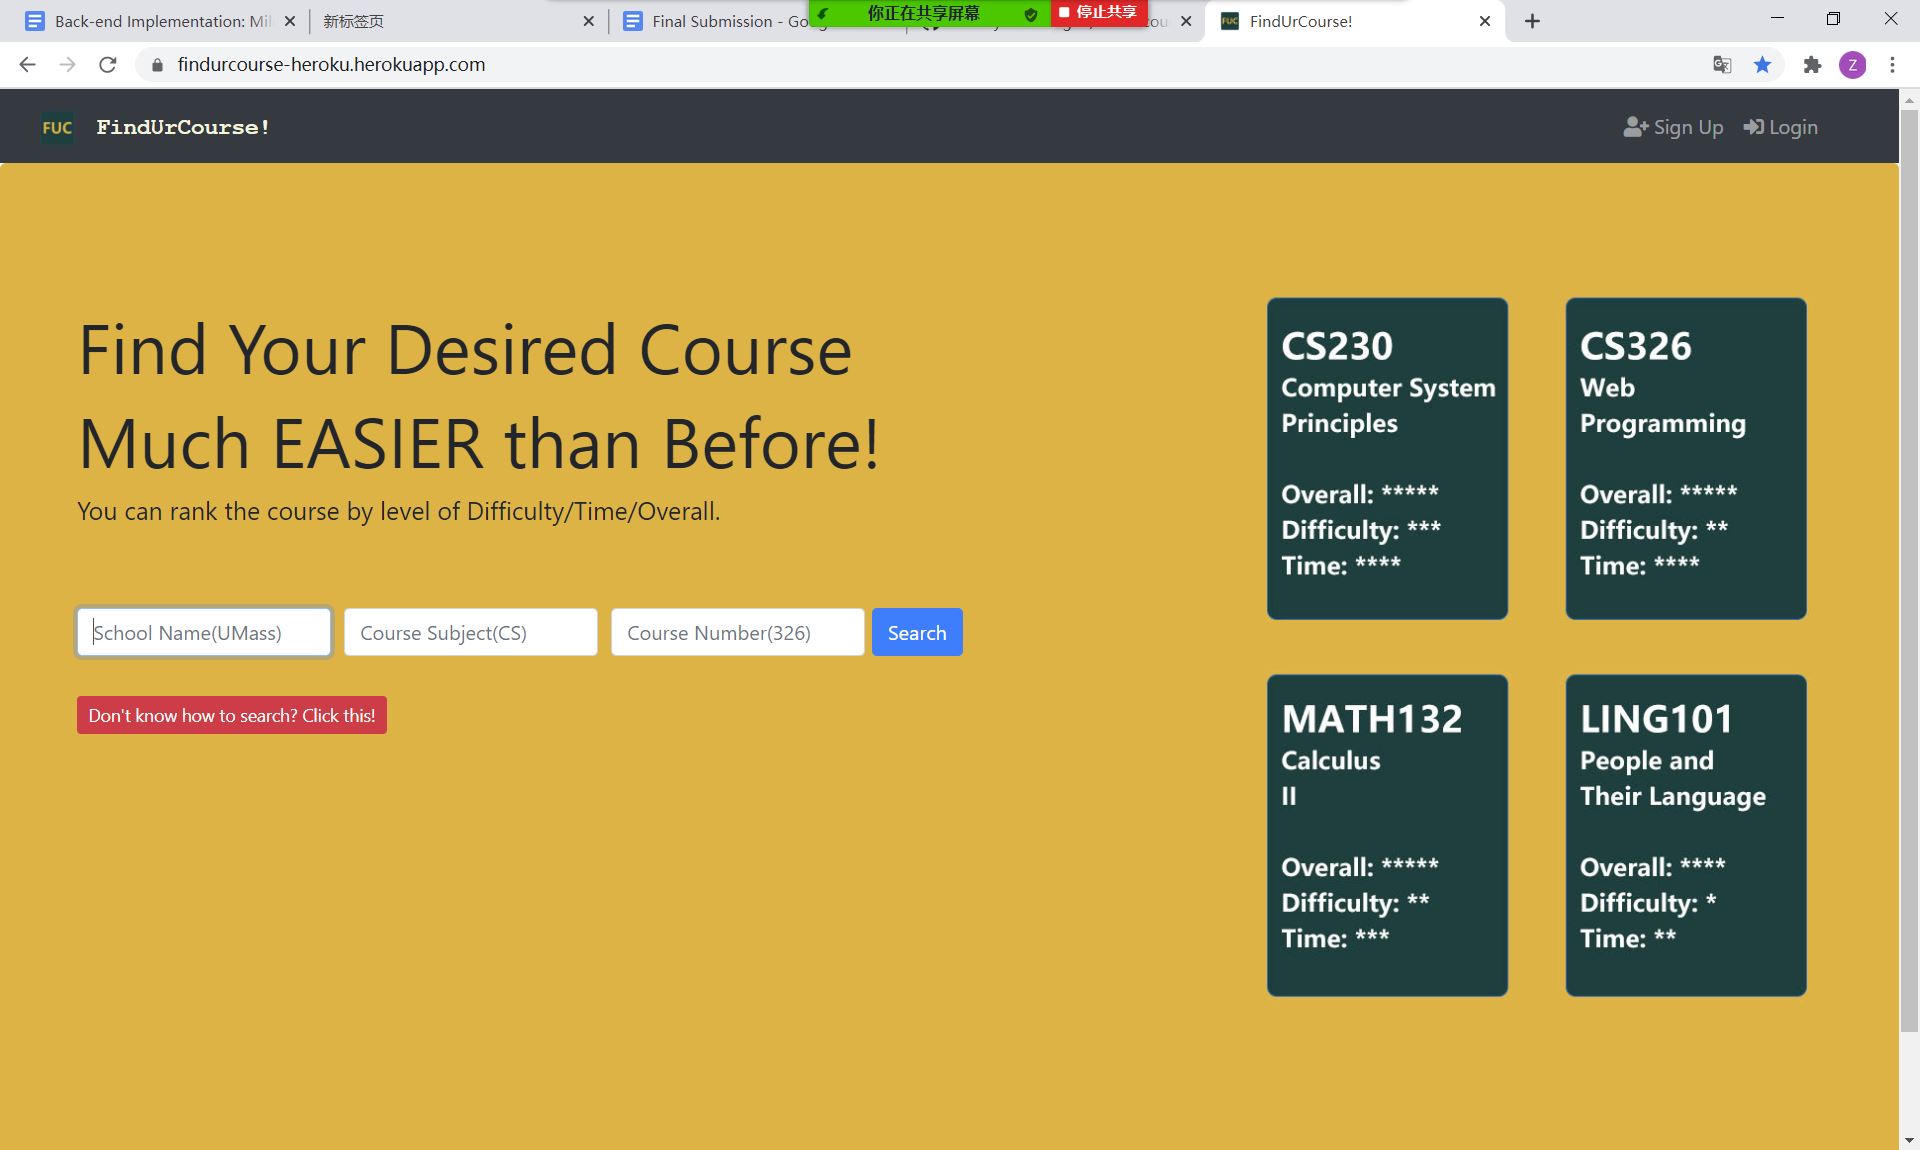 Back-end Implementation: Mil
新标签页
Final Submission - Goo
你正在共享屏幕
停止共享
FindUrCourse!
findurcourse-heroku.herokuapp.com
Z
FUC FindUrCourse!
Sign Up
Login
Find Your Desired Course
Much EASIER than Before!
You can rank the course by level of Difficulty/Time/Overall.
School Name(UMass)
Course Subject(CS)
Course Number(326)
Search
Don't know how to search? Click this!
CS230
Computer System
Principles
Overall: *****
Difficulty: ***
Time: ****
CS326
Web
Programming
Overall: *****
Difficulty: **
Time: ****
MATH132
Calculus
II
Overall: *****
Difficulty: **
Time: ***
LING101
People and
Their Language
Overall: ****
Difficulty: *
Time: **